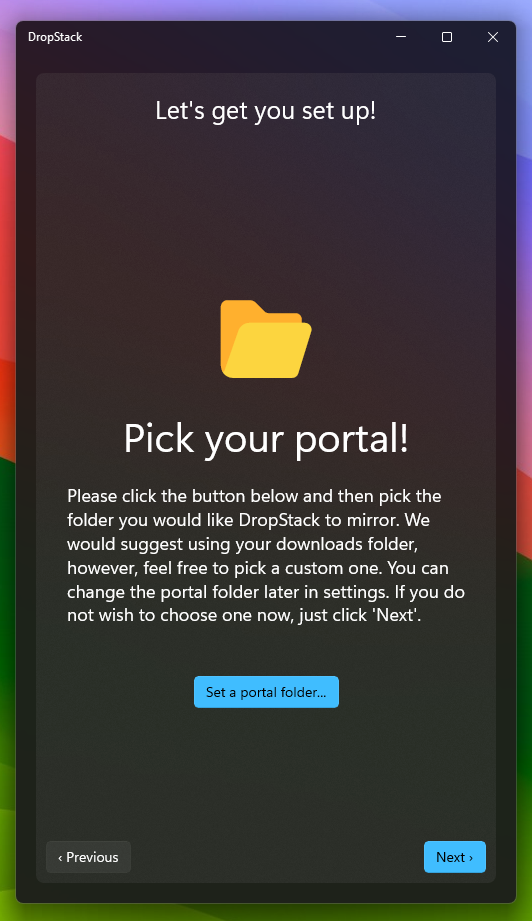 DropStack
Let's get you set up!
Pick your portal!
Please click the button below and then pick the
folder you would like DropStack to mirror. We
would suggest using your downloads folder,
however, feel free to pick a custom one. You can
change the portal folder later in settings. If you do
not wish to choose one now, just click 'Next'.
Set a portal folder...
‹ Previous
Next ›